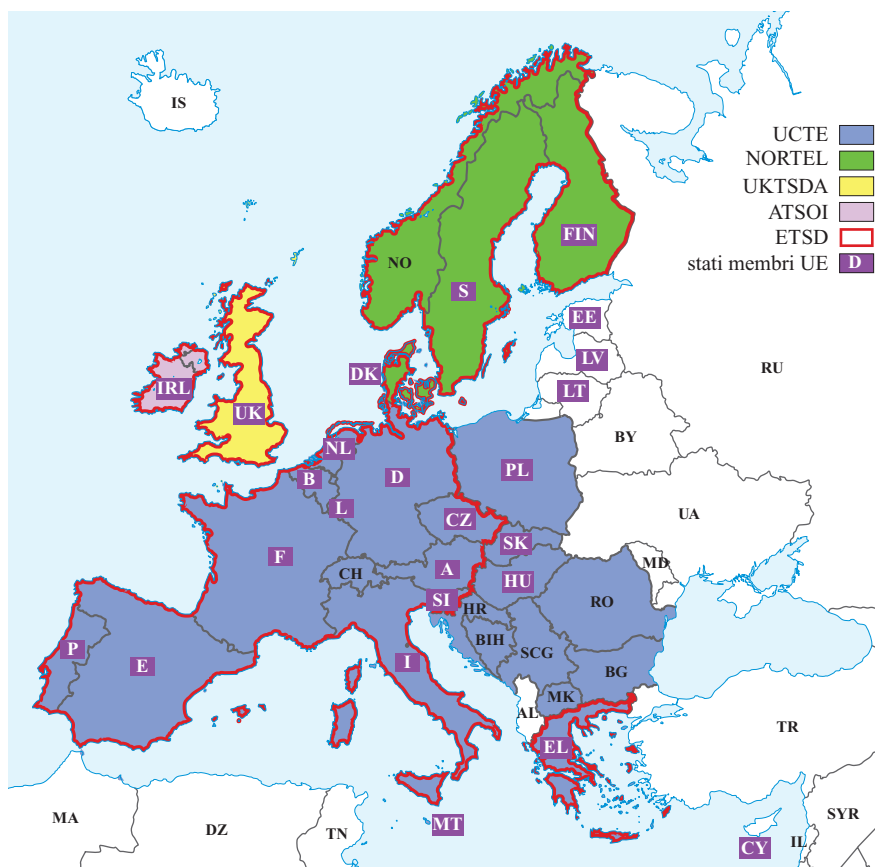 IS
UCTE
NORTEL
UKTSDA
ATSOI
ETSD
stati membri UE D
FIN
NO
S
EE
LV
RU
DK
LT
IRL
UK
BY
NL
PL
B
D
L
CZ
UA
SK
F
MD
A
CH
HU
SI
RO
HR
BIH
P
SCG
I
E
BG
MK
AL
TR
EL
MA
SYR
MT
DZ
TN
IL
CY